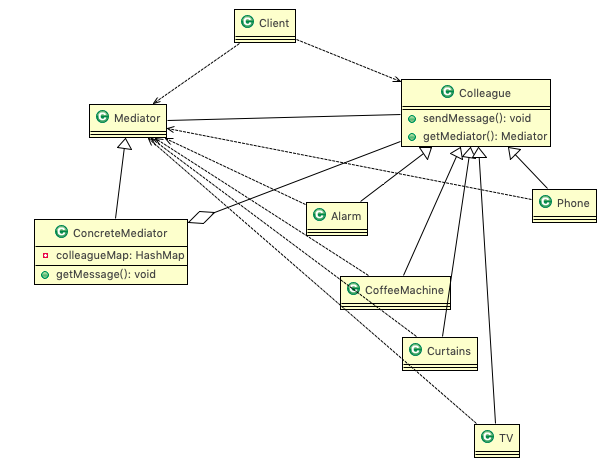 C Client
C Colleague
sendMessage(): void
getMediator(): Mediator
C Mediator
C Phone
C Alarm
C ConcreteMediator
colleagueMap: HashMap
getMessage(): void
C CoffeeMachine
C Curtains
C TV